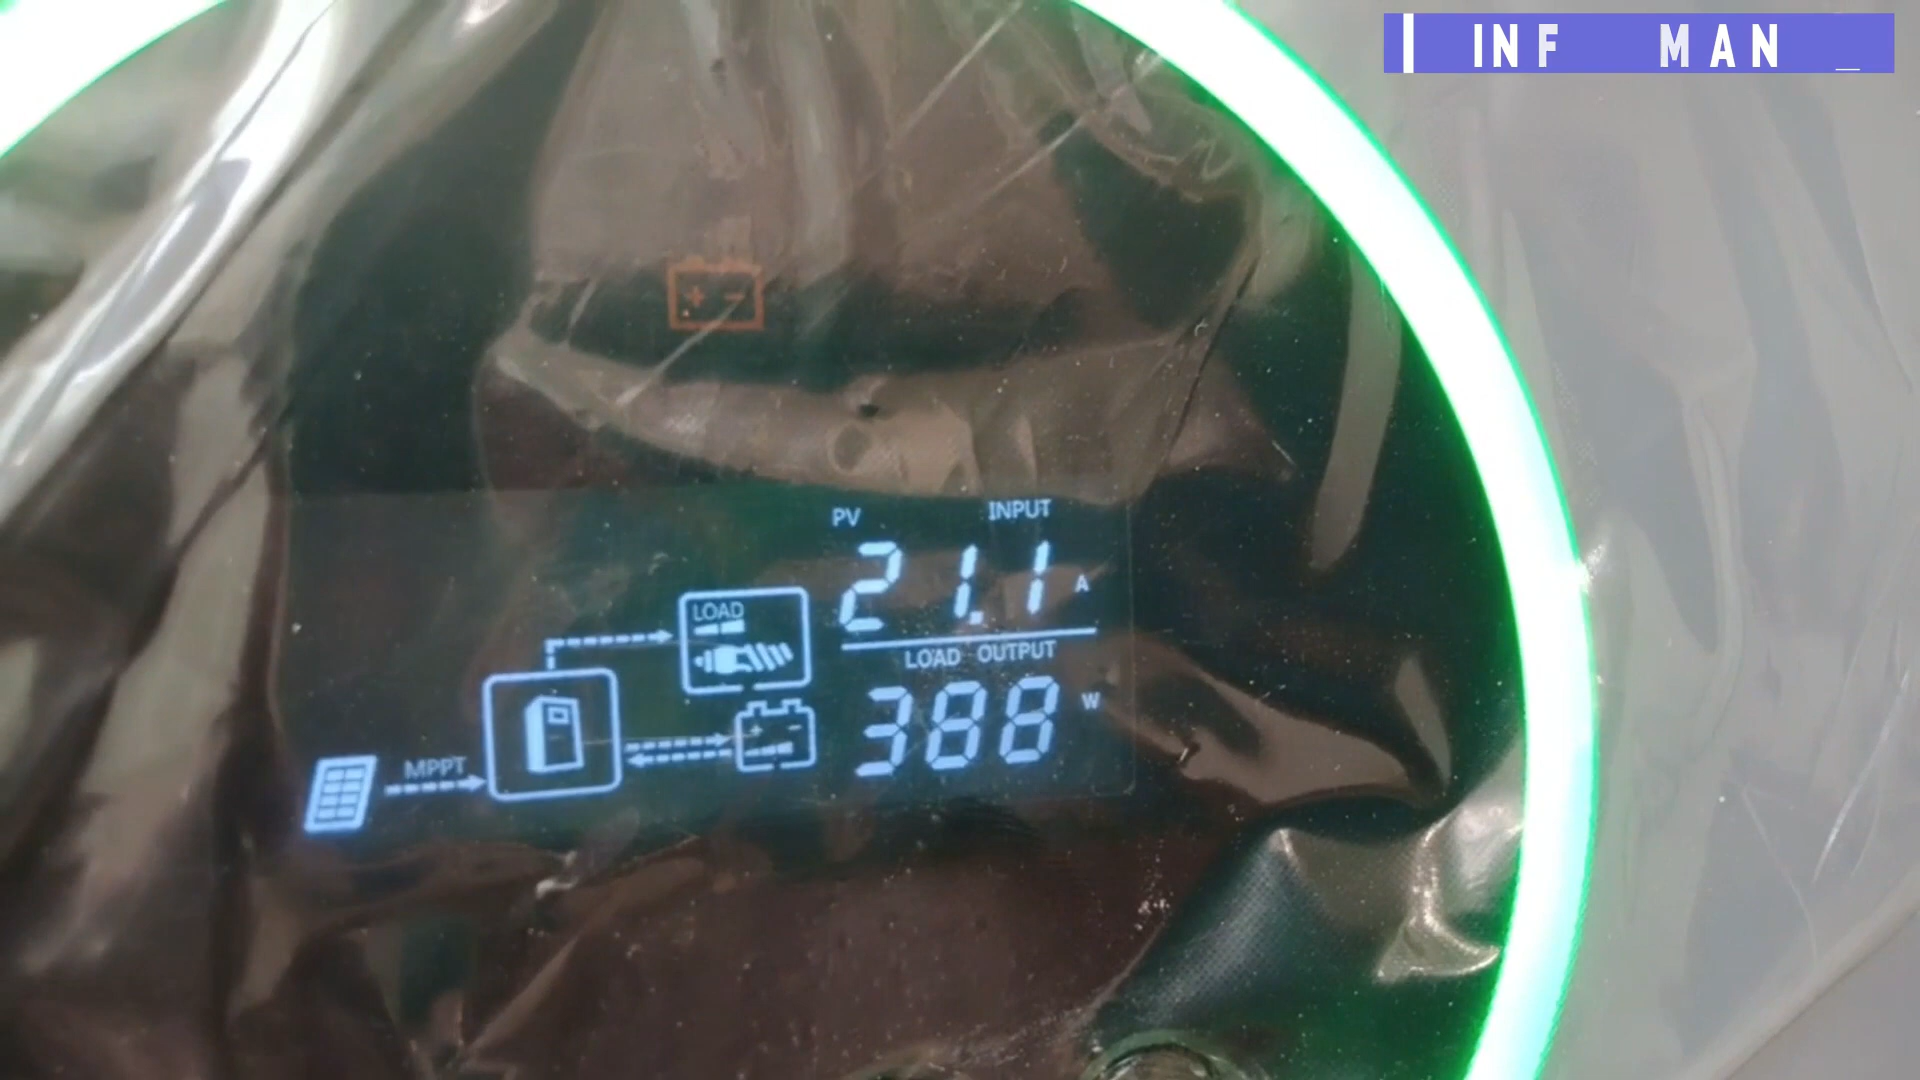 INF MAN _
PV INPUT
21.1 A
LOAD
LOAD OUTPUT
388 W
MPPT